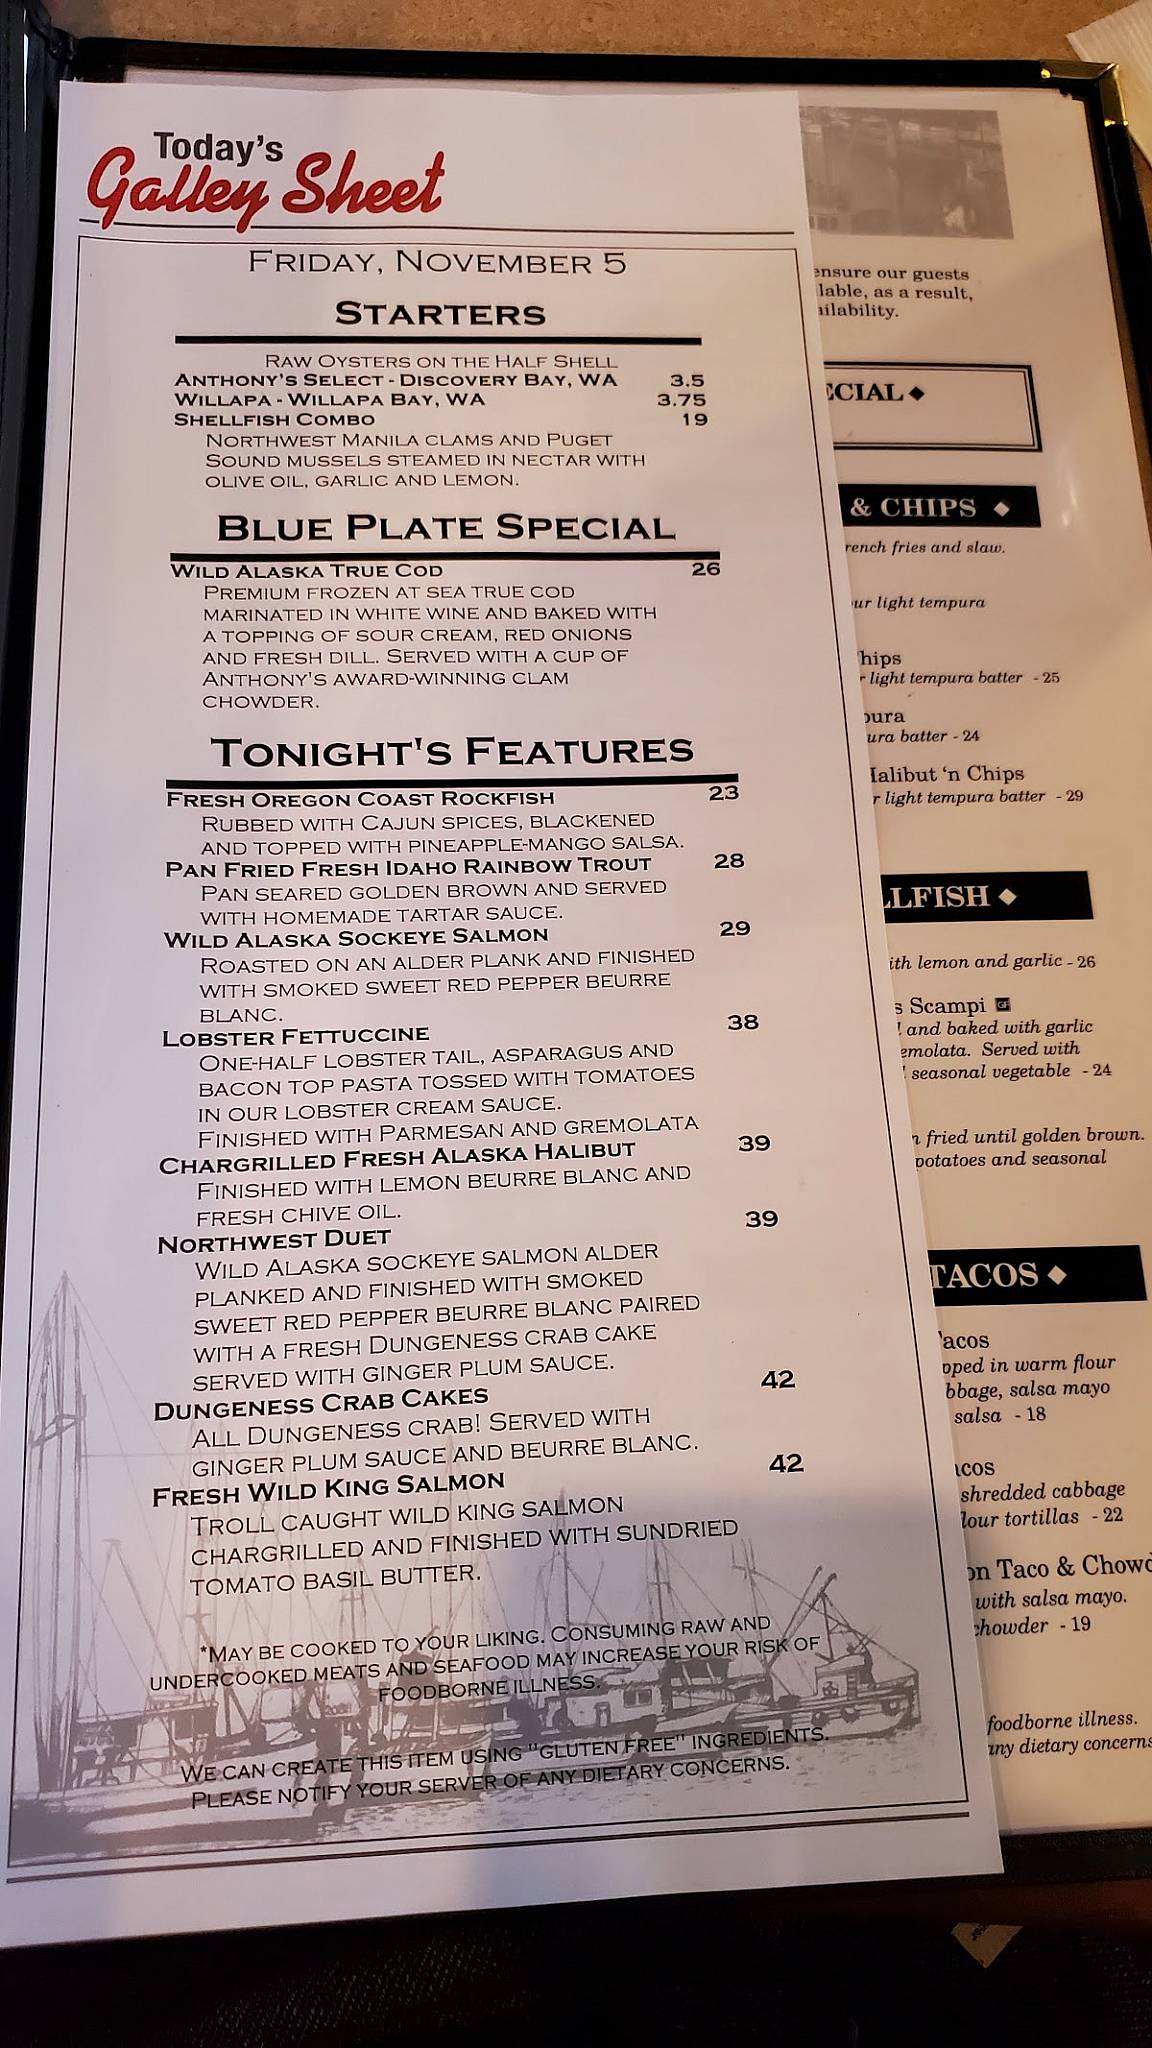 Today's
Galley Sheet
FRIDAY, NOVEMBER 5
STARTERS
RAW OYSTERS ON THE HALF SHELL
ANTHONY'S SELECT - DISCOVERY BAY, WA 3.5
WILLAPA - WILLAPA BAY, WA 3.75
SHELLFISH COMBO 19
NORTHWEST MANILA CLAMS AND PUGET
SOUND MUSSELS STEAMED IN NECTAR WITH
OLIVE OIL, GARLIC AND LEMON.
BLUE PLATE SPECIAL
WILD ALASKA TRUE COD 26
PREMIUM FROZEN AT SEA TRUE COD
MARINATED IN WHITE WINE AND BAKED WITH
A TOPPING OF SOUR CREAM, RED ONIONS
AND FRESH DILL. SERVED WITH A CUP OF
ANTHONY'S AWARD-WINNING CLAM
CHOWDER.
TONIGHT'S FEATURES
FRESH OREGON COAST ROCKFISH 23
RUBBED WITH CAJUN SPICES, BLACKENED
AND TOPPED WITH PINEAPPLE-MANGO SALSA.
PAN FRIED FRESH IDAHO RAINBOW TROUT 28
PAN SEARED GOLDEN BROWN AND SERVED
WITH HOMEMADE TARTAR SAUCE.
WILD ALASKA SOCKEYE SALMON 29
ROASTED ON AN ALDER PLANK AND FINISHED
WITH SMOKED SWEET RED PEPPER BEURRE
BLANC.
LOBSTER FETTUCCINE 38
ONE-HALF LOBSTER TAIL, ASPARAGUS AND
BACON TOP PASTA TOSSED WITH TOMATOES
IN OUR LOBSTER CREAM SAUCE.
FINISHED WITH PARMESAN AND GREMOLATA
CHARGRILLED FRESH ALASKA HALIBUT 39
FINISHED WITH LEMON BEURRE BLANC AND
FRESH CHIVE OIL.
NORTHWEST DUET 39
WILD ALASKA SOCKEYE SALMON ALDER
PLANKED AND FINISHED WITH SMOKED
SWEET RED PEPPER BEURRE BLANC PAIRED
WITH A FRESH DUNGENESS CRAB CAKE
SERVED WITH GINGER PLUM SAUCE.
DUNGENESS CRAB CAKES 42
ALL DUNGENESS CRAB! SERVED WITH
GINGER PLUM SAUCE AND BEURRE BLANC.
FRESH WILD KING SALMON 42
TROLL CAUGHT WILD KING SALMON
CHARGRILLED AND FINISHED WITH SUNDRIED
TOMATO BASIL BUTTER.
*MAY BE COOKED TO YOUR LIKING. CONSUMING RAW AND
UNDERCOOKED MEATS AND SEAFOOD MAY INCREASE YOUR RISK OF
FOODBORNE ILLNESS.
WE CAN CREATE THIS ITEM USING "GLUTEN FREE" INGREDIENTS.
PLEASE NOTIFY YOUR SERVER OF ANY DIETARY CONCERNS.
ensure our guests
lable, as a result,
ailability.
ECIAL ◆
& CHIPS ◆
rench fries and slaw.
ur light tempura
hips
light tempura batter - 25
pura
ura batter - 24
Halibut 'n Chips
r light tempura batter - 29
LLFISH ◆
ith lemon and garlic - 26
s Scampi GF
and baked with garlic
emolata. Served with
seasonal vegetable - 24
n fried until golden brown.
potatoes and seasonal
TACOS ◆
Tacos
pped in warm flour
bbage, salsa mayo
salsa - 18
acos
shredded cabbage
lour tortillas - 22
on Taco & Chowd
with salsa mayo.
chowder - 19
foodborne illness.
any dietary concerns